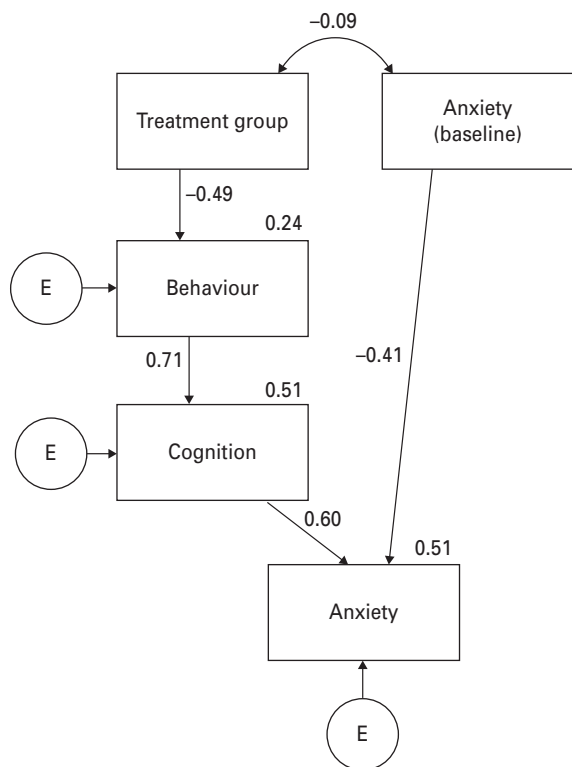 –0.09
Treatment group
Anxiety
(baseline)
–0.49
0.24
E
Behaviour
0.71
–0.41
0.51
E
Cognition
0.60
0.51
Anxiety
E